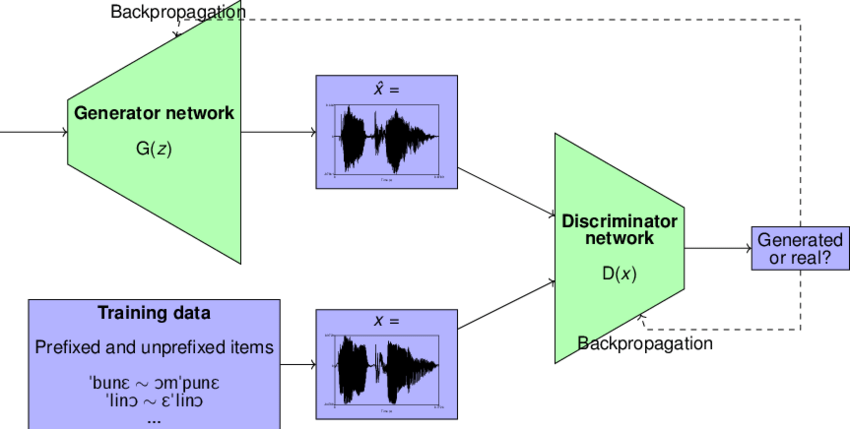 Backpropagation
Generator network
G(z)
x̂ =
Discriminator
network
D(x)
Generated
or real?
Training data
Prefixed and unprefixed items
ˈbunɛ ∼ ɔmˈpunɛ
ˈlinɔ ∼ ɛˈlinɔ
...
x =
Backpropagation